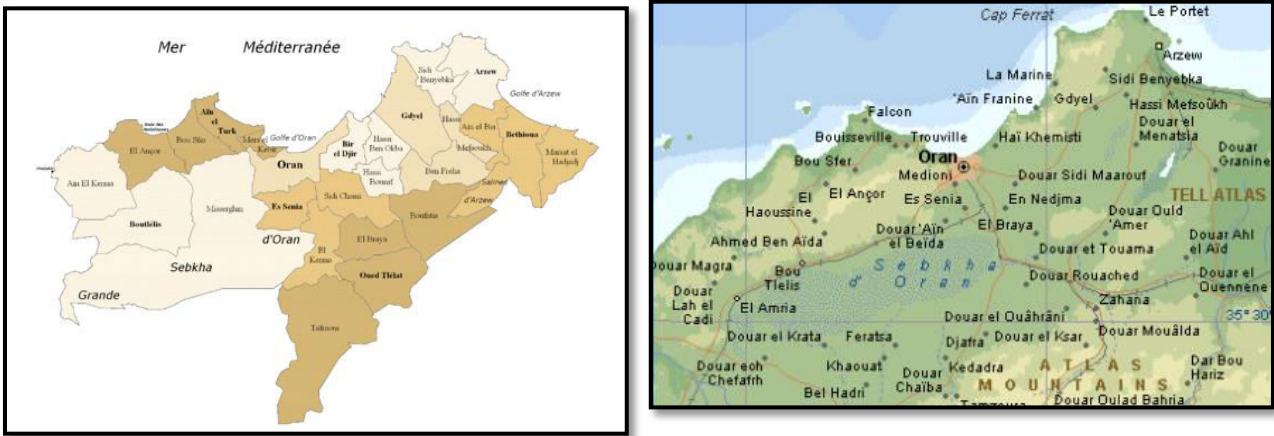 Mer Méditerranée
Arzew
Sidi
Benyebka
Golfe d'Arzew
Gdyel
Aïn
el
Turk
Bethioua
Golfe d'Oran
Bou Sfer
El Ançor
Bir
el Djir
Hassi
Ben Okba
Hassi
Mefsoukh
Marsat el
Hadjadj
Oran
Ben Freha
Hassi
Bounif
Ain El Kerma
Misserghin
Sidi Chami
Salines
d'Arzew
Es Senia
Boutlélis
Boufatis
d'Oran
El Braya
El
Kerma
Sebkha
Oued Tlélat
Grande
Tafraoui
Cap Ferrat
Le Portet
Arzew
La Marine
Sidi Benyebka
'Aïn Franine
Gdyel
Hassi Mefsoûkh
Falcon
Douar el
Menatsia
Bouisseville
Trouville
Haï Khemisti
Douar
Granine
Bou Sfer
Oran
Medioni
Douar Sidi Maarouf
El
Haoussine
El Ançor
Es Senia
En Nedjma
TELL ATLAS
Douar 'Aïn
el Beïda
El Braya
Douar Ould
'Amer
Ahmed Ben Aïda
Douar et Touama
Douar Ahl
el Aïd
Douar Magra
Bou
Tlelis
Sebkha
d' Oran
Douar Rouached
Douar el
Ouennene
Douar
Lah el
Cadi
El Amria
Zahana
Douar el Ouâhrâni
35° 30'
Douar el Krata
Feratsa
Djafra
Douar el Ksar
Douar Mouâlda
Douar eoh
Chefafrh
Khaouat
Douar
Chaïba
Kedadra
ATLAS
MOUNTAINS
Dar Bou
Hariz
Bel Hadri
Tamzoura
Douar Oulad Bahria